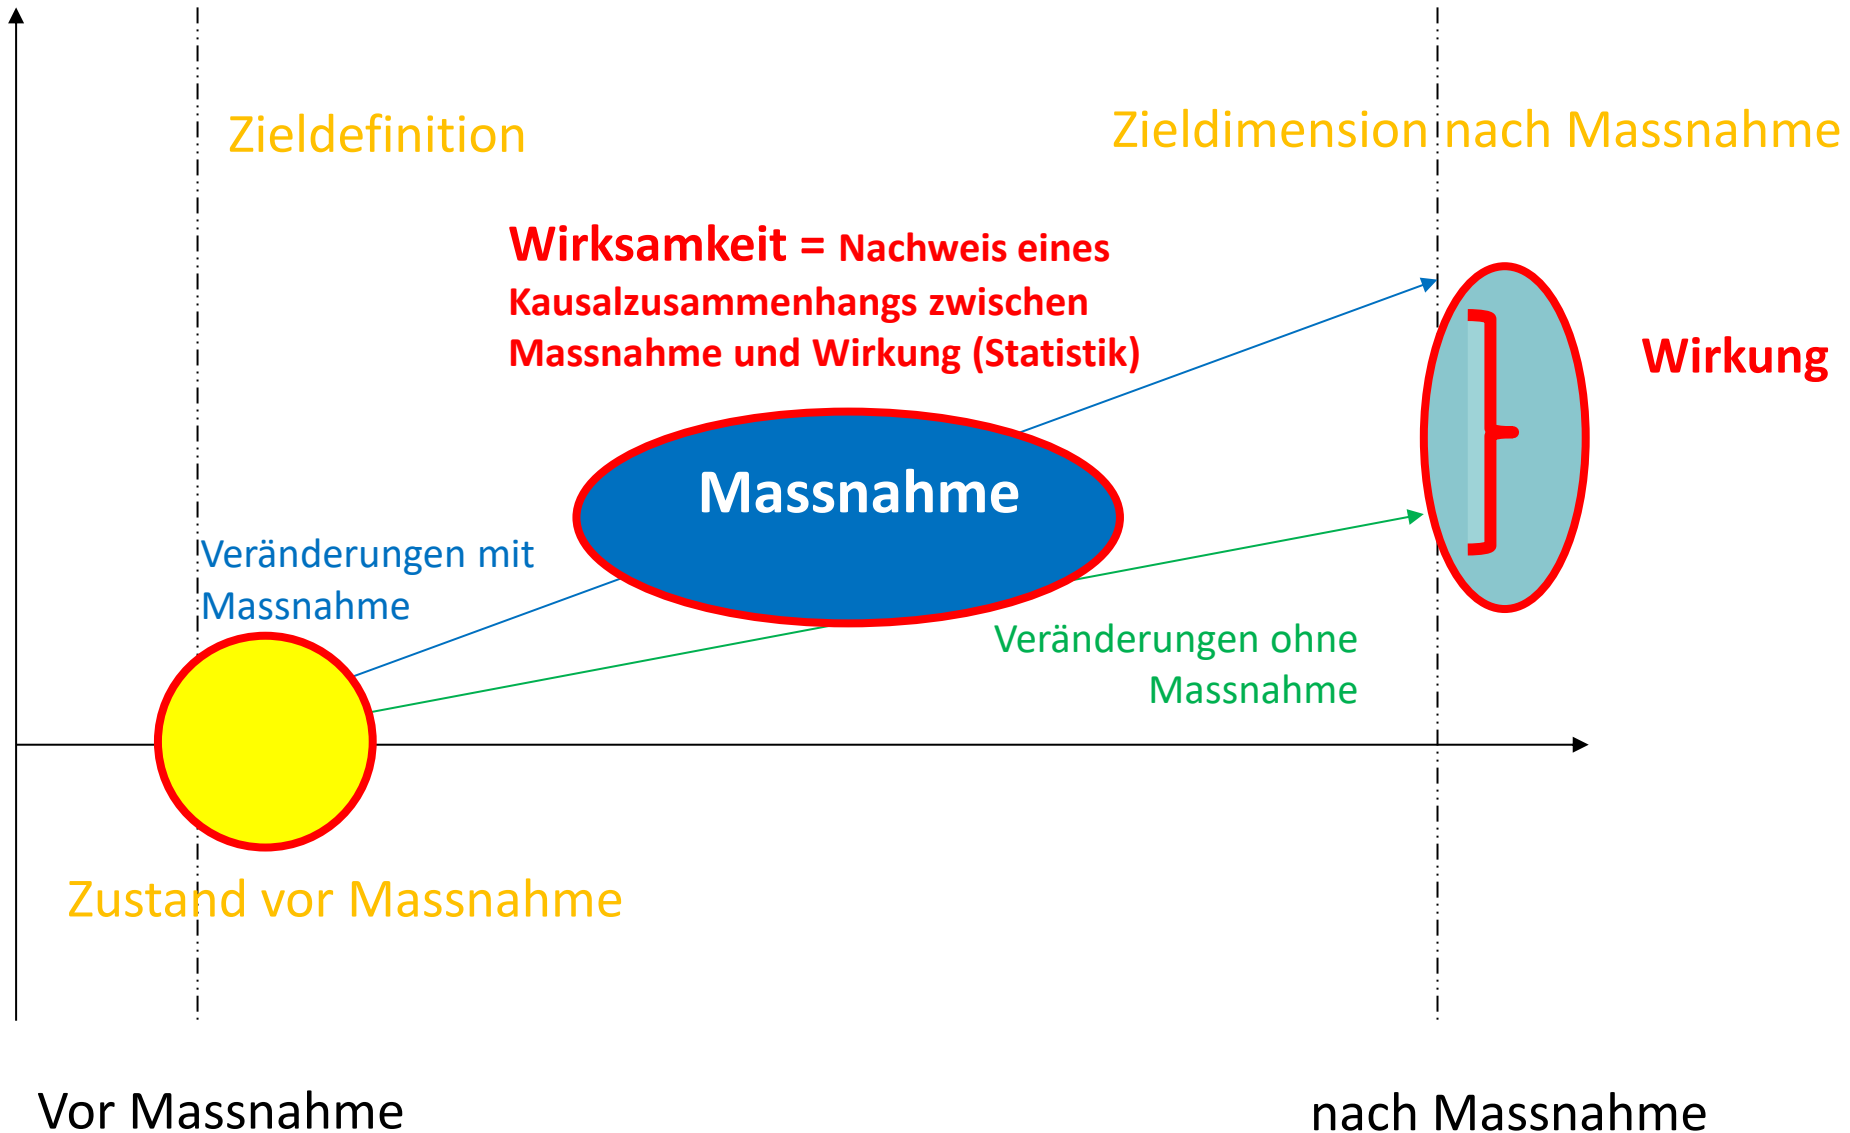 Zieldefinition
Zieldimension nach Massnahme
Wirksamkeit = Nachweis eines
Kausalzusammenhangs zwischen
Massnahme und Wirkung (Statistik)
Wirkung
Massnahme
Veränderungen mit
Massnahme
Veränderungen ohne
Massnahme
Zustand vor Massnahme
Vor Massnahme
nach Massnahme